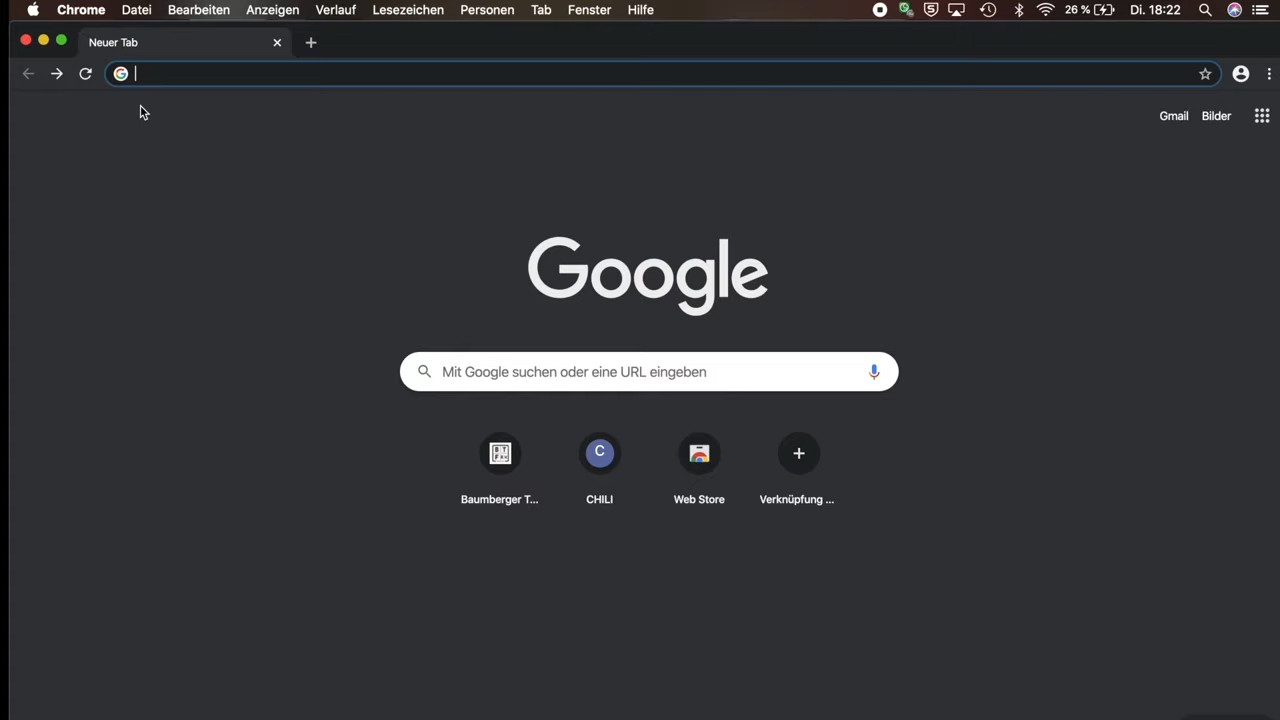 Chrome Datei Bearbeiten Anzeigen Verlauf Lesezeichen Personen Tab Fenster Hilfe 26 % Di. 18:22
Neuer Tab
Gmail Bilder
Google
Mit Google suchen oder eine URL eingeben
C
Baumberger T... CHILI Web Store Verknüpfung ...